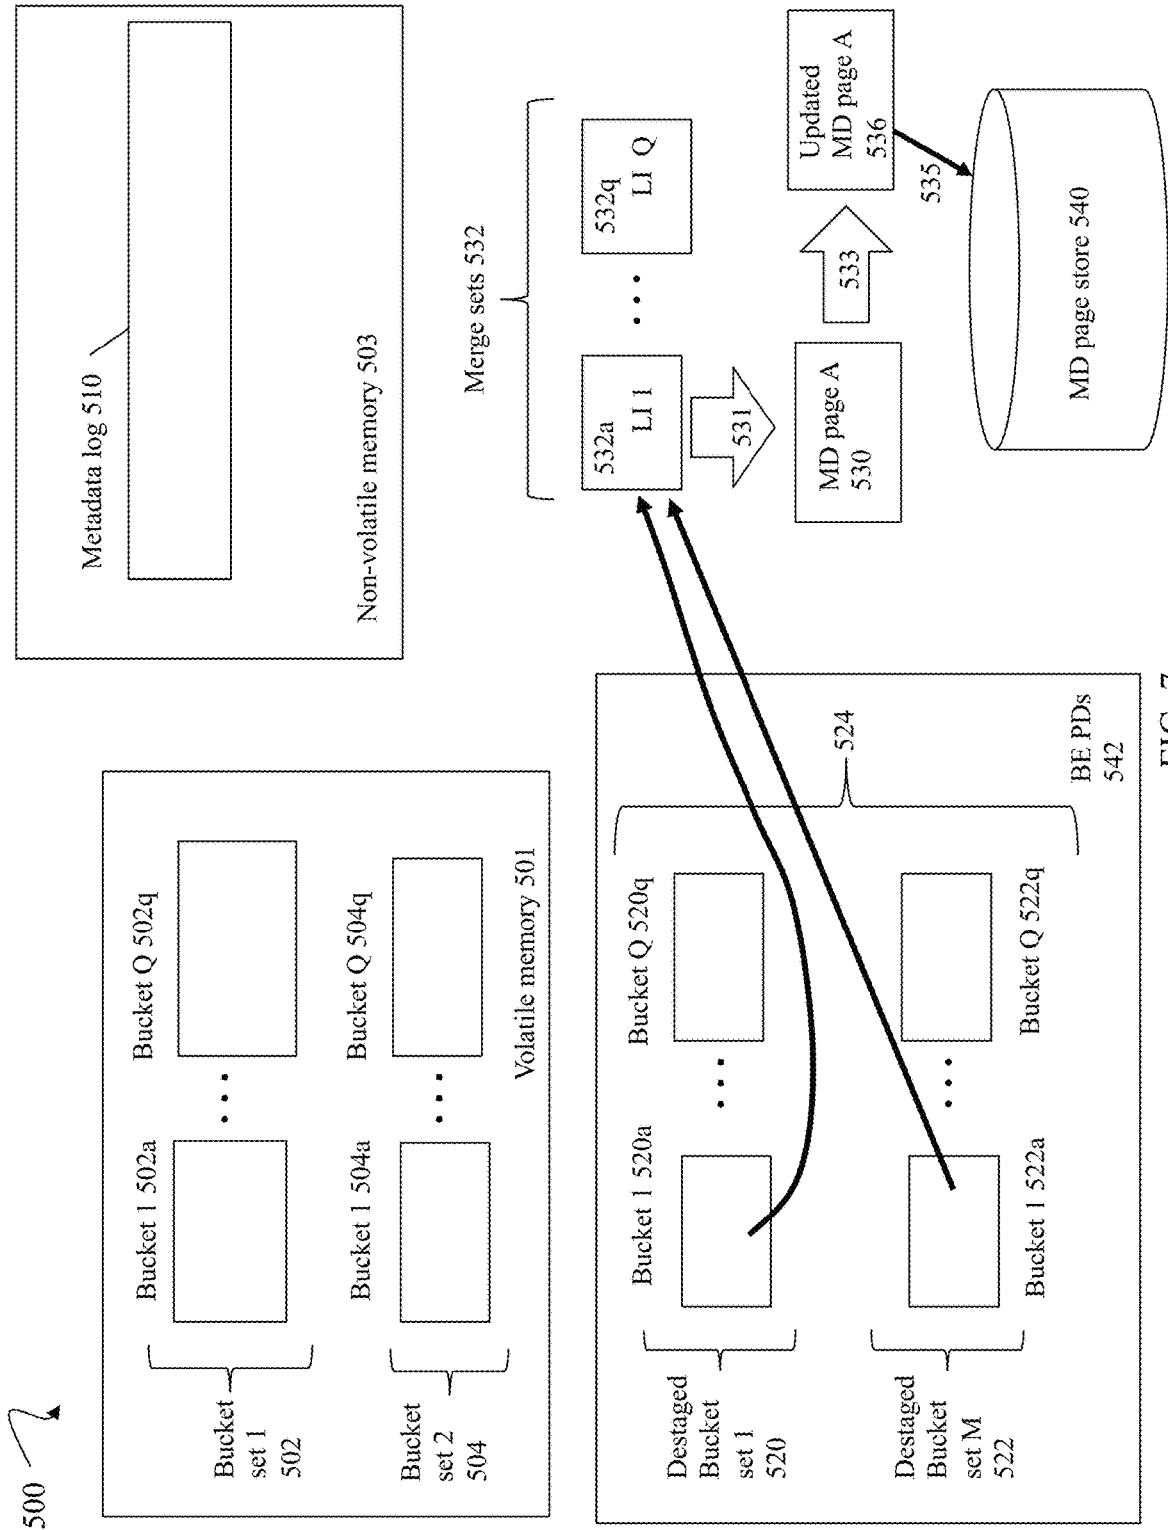 500
Bucket
set 1
502
Bucket 1 502a
Bucket Q 502q
Bucket
set 2
504
Bucket 1 504a
Bucket Q 504q
Volatile memory 501
Metadata log 510
Non-volatile memory 503
Destaged
Bucket
set 1
520
Bucket 1 520a
Bucket Q 520q
Destaged
Bucket
set M
522
Bucket 1 522a
Bucket Q 522q
524
BE PDs
542
Merge sets 532
532a
LI 1
532q
LI Q
531
MD page A
530
533
Updated
MD page A
536
535
MD page store 540